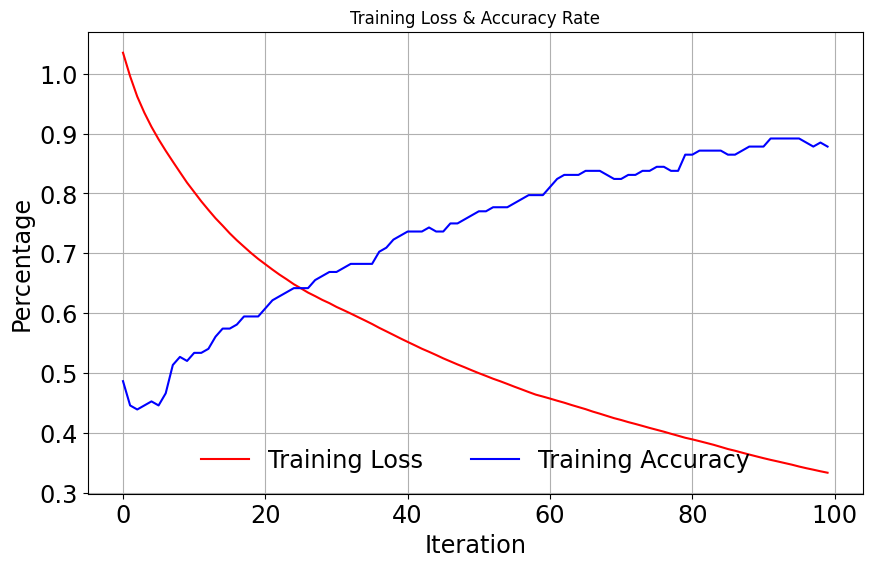 Training Loss & Accuracy Rate
Percentage
1.0
0.9
0.8
0.7
0.6
0.5
0.4
0.3
Training Loss
Training Accuracy
0 20 40 60 80 100
Iteration